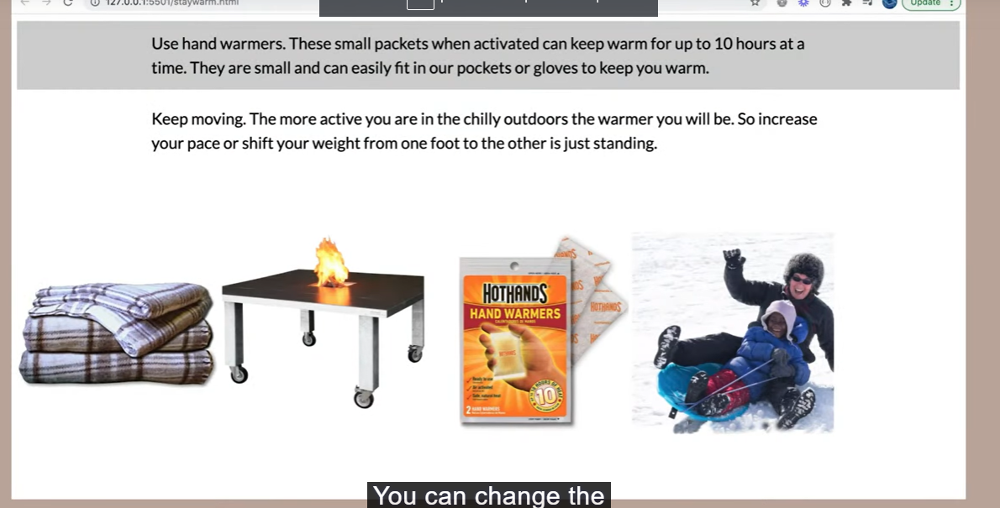 127.0.0.1:5501/staywarm.html
Update
Use hand warmers. These small packets when activated can keep warm for up to 10 hours at a
time. They are small and can easily fit in our pockets or gloves to keep you warm.
Keep moving. The more active you are in the chilly outdoors the warmer you will be. So increase
your pace or shift your weight from one foot to the other is just standing.
HOTHANDS
HAND WARMERS
HOTHANDS
10
2 HAND WARMERS
You can change the